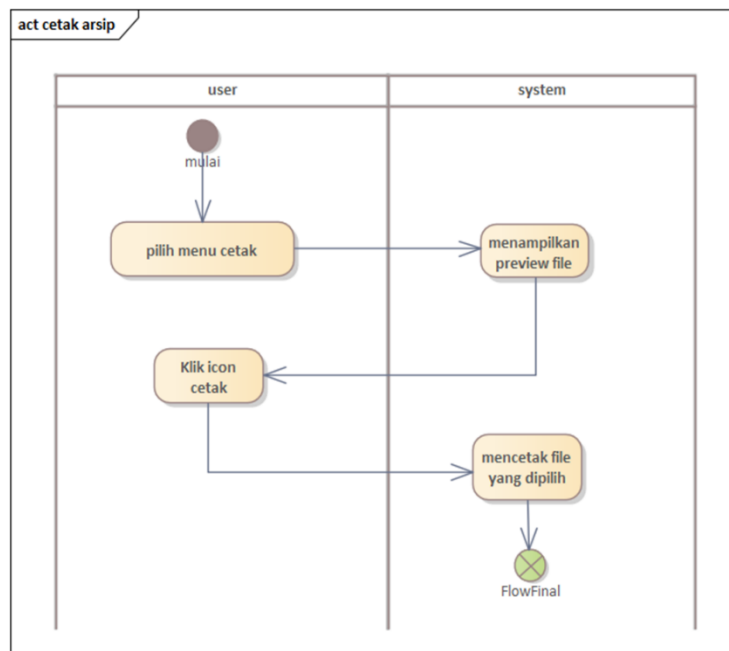 act cetak arsip
user
system
mulai
pilih menu cetak
menampilkan
preview file
Klik icon
cetak
mencetak file
yang dipilih
FlowFinal